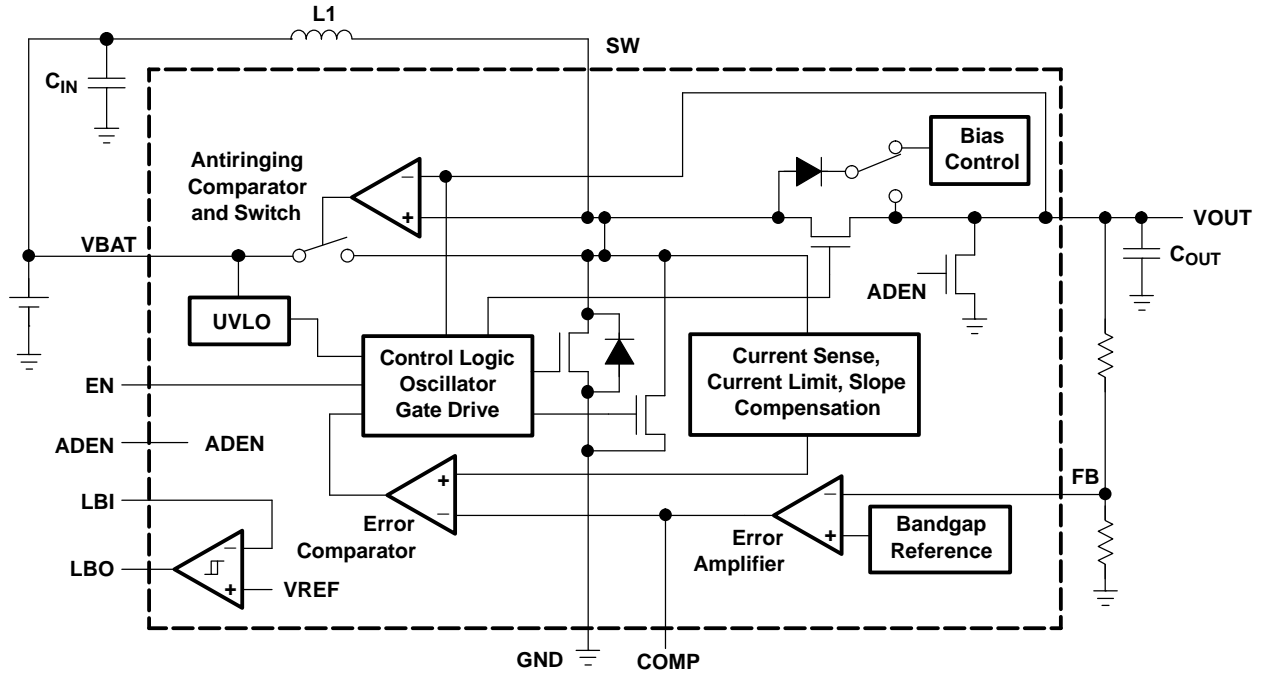 L1
SW
CIN
Antiringing
Comparator
and Switch
Bias
Control
−
+
VBAT
VOUT
COUT
ADEN
UVLO
Control Logic
Oscillator
Gate Drive
Current Sense,
Current Limit, Slope
Compensation
EN
ADEN
ADEN
LBI
FB
+
−
Error
Comparator
−
+
Error
Amplifier
Bandgap
Reference
LBO
−
+
VREF
GND
COMP